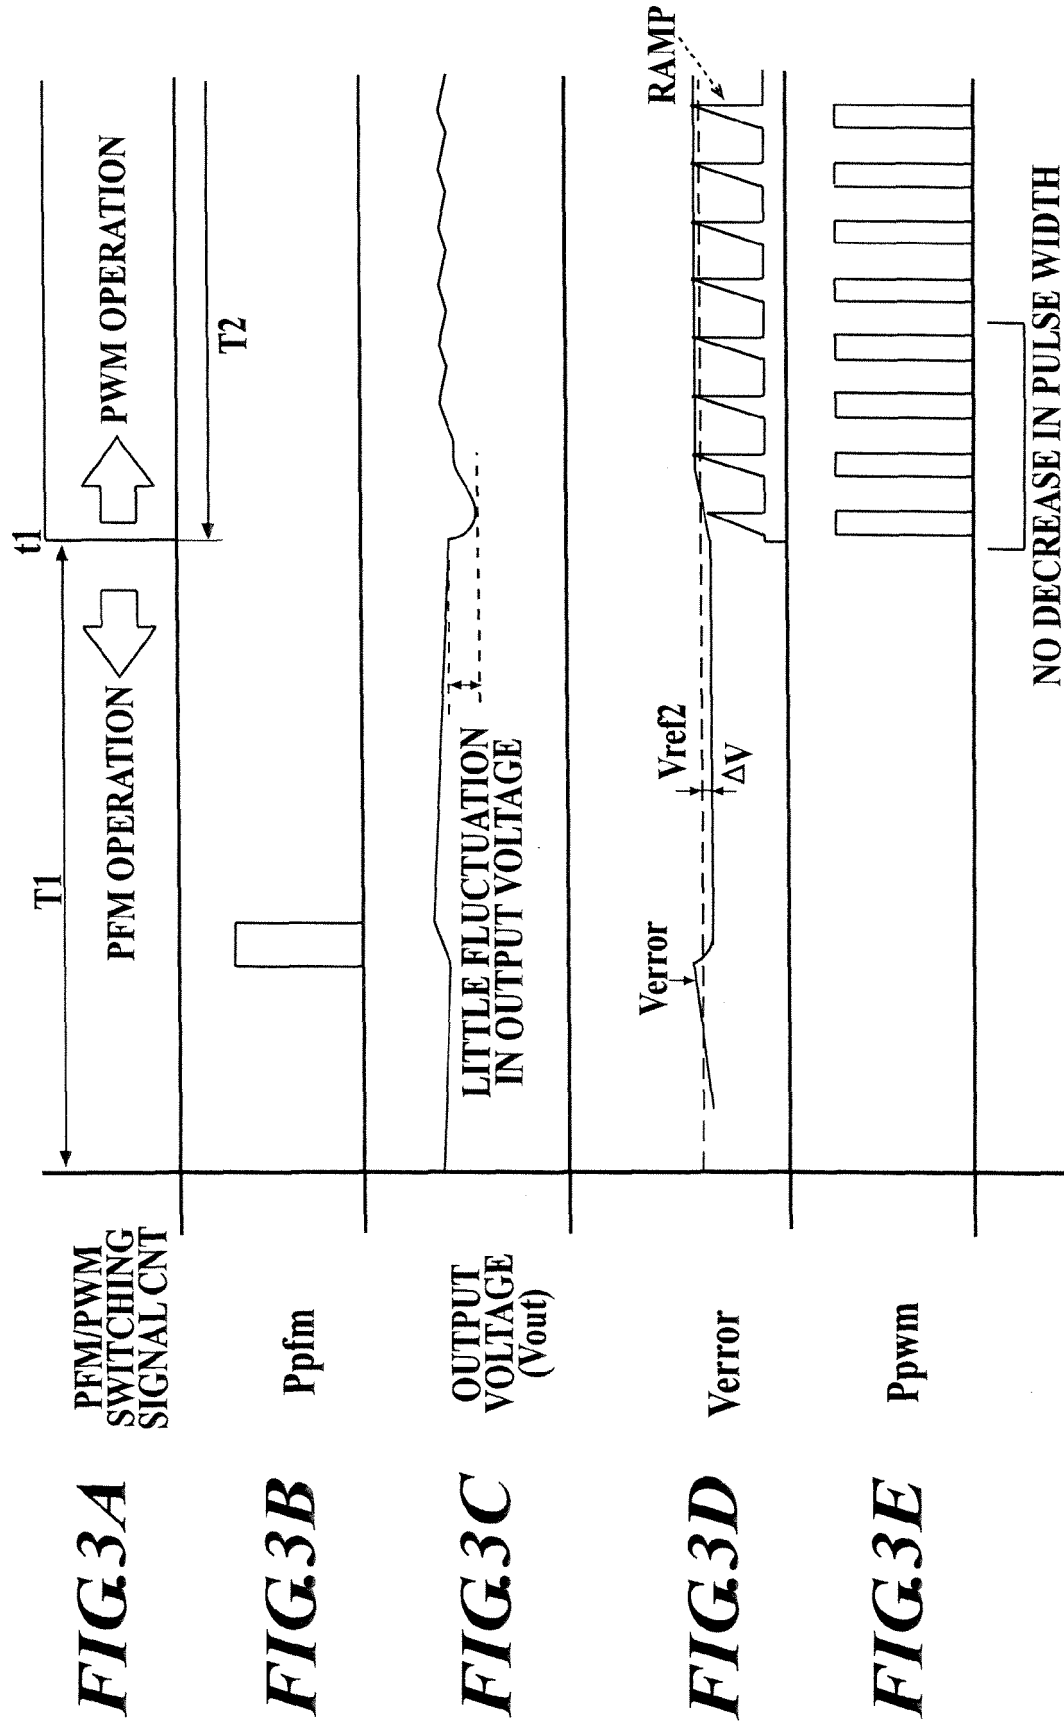 FIG.3A
PFM/PWM
SWITCHING
SIGNAL CNT
T1
t1
PFM OPERATION
PWM OPERATION
T2
FIG.3B
Ppfm
FIG.3C
OUTPUT
VOLTAGE
(Vout)
LITTLE FLUCTUATION
IN OUTPUT VOLTAGE
FIG.3D
Verror
Verror
Vref2
ΔV
RAMP
FIG.3E
Ppwm
NO DECREASE IN PULSE WIDTH